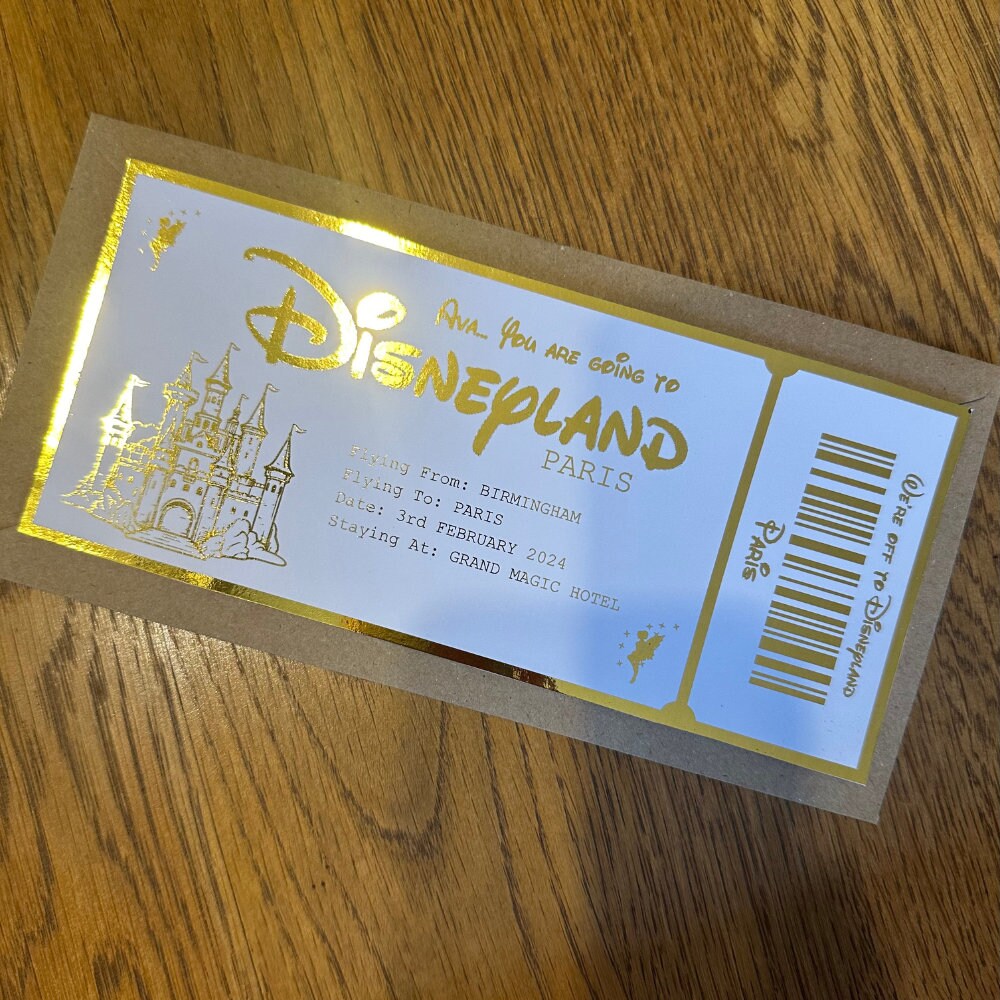 Ava... You are going to
Disneyland
PARIS
Flying From: BIRMINGHAM
Flying To: PARIS
Date: 3rd FEBRUARY 2024
Staying At: GRAND MAGIC HOTEL
We're off to Disneyland
Paris